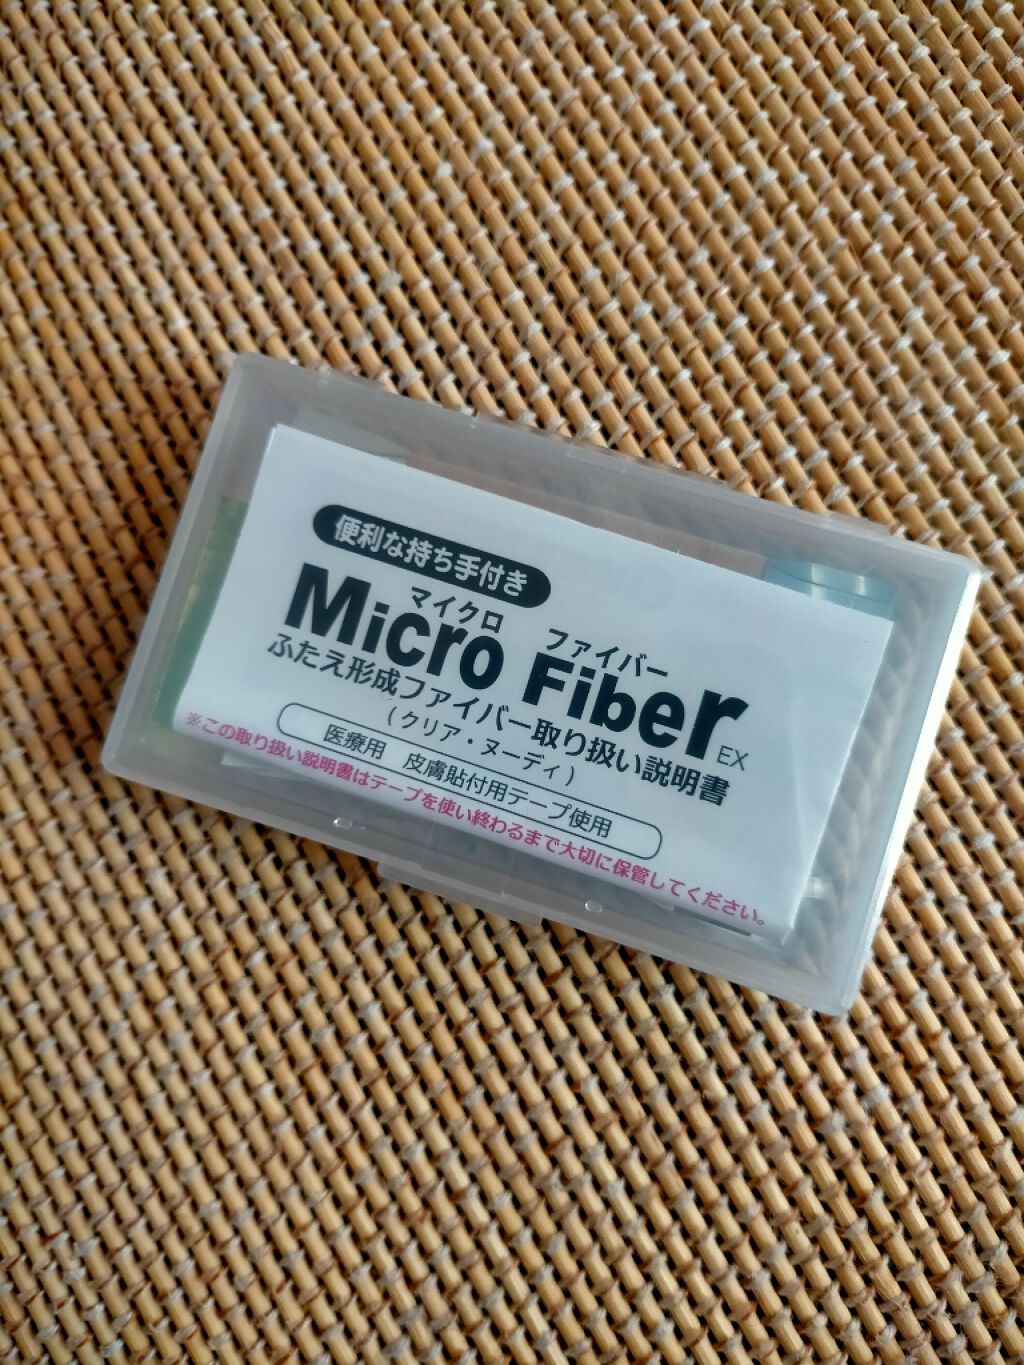 便利な持ち手付き
マイクロ ファイバー
Micro Fiber EX
ふたえ形成ファイバー取り扱い説明書
(クリア・ヌーディ)
医療用 皮膚貼付用テープ使用
※この取り扱い説明書はテープを使い終わるまで大切に保管してください。